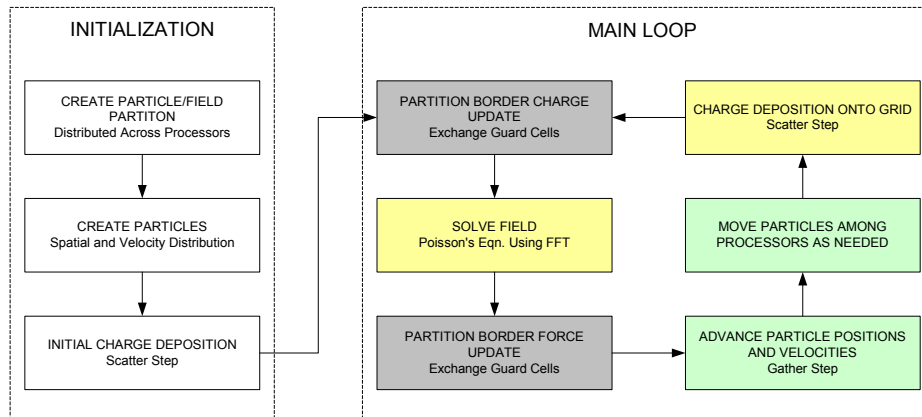 INITIALIZATION
CREATE PARTICLE/FIELD
PARTITON
Distributed Across Processors
CREATE PARTICLES
Spatial and Velocity Distribution
INITIAL CHARGE DEPOSITION
Scatter Step
MAIN LOOP
PARTITION BORDER CHARGE
UPDATE
Exchange Guard Cells
SOLVE FIELD
Poisson's Eqn. Using FFT
PARTITION BORDER FORCE
UPDATE
Exchange Guard Cells
ADVANCE PARTICLE POSITIONS
AND VELOCITIES
Gather Step
MOVE PARTICLES AMONG
PROCESSORS AS NEEDED
CHARGE DEPOSITION ONTO GRID
Scatter Step